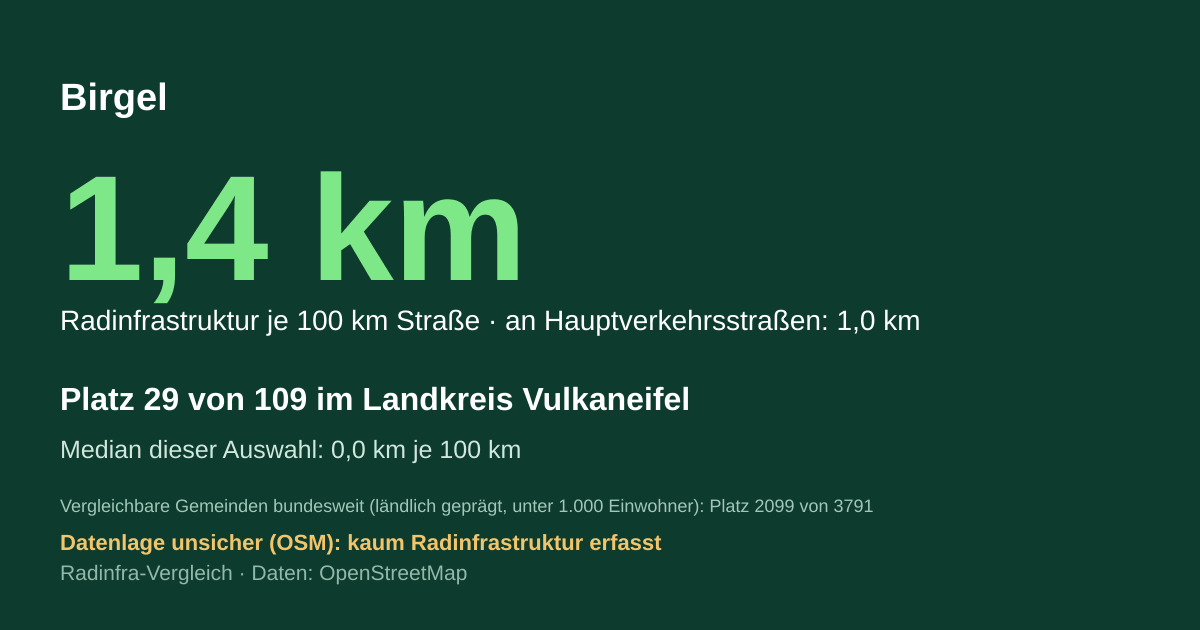 Birgel
1,4 km
Radinfrastruktur je 100 km Straße · an Hauptverkehrsstraßen: 1,0 km
Platz 29 von 109 im Landkreis Vulkaneifel
Median dieser Auswahl: 0,0 km je 100 km
Vergleichbare Gemeinden bundesweit (ländlich geprägt, unter 1.000 Einwohner): Platz 2099 von 3791
Datenlage unsicher (OSM): kaum Radinfrastruktur erfasst
Radinfra-Vergleich · Daten: OpenStreetMap